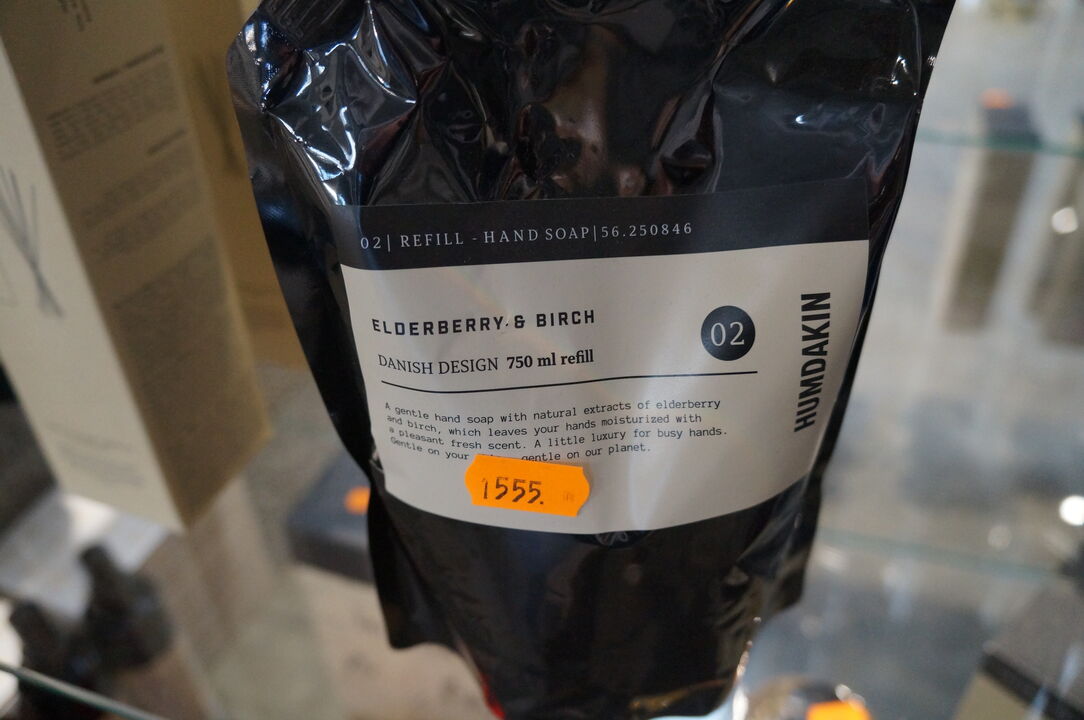 02| REFILL - HAND SOAP|56.250846
ELDERBERRY & BIRCH
02
DANISH DESIGN 750 ml refill
HUMDAKIN
A gentle hand soap with natural extracts of elderberry
and birch, which leaves your hands moisturized with
a pleasant fresh scent. A little luxury for busy hands.
Gentle on your gentle on our planet.
1555.